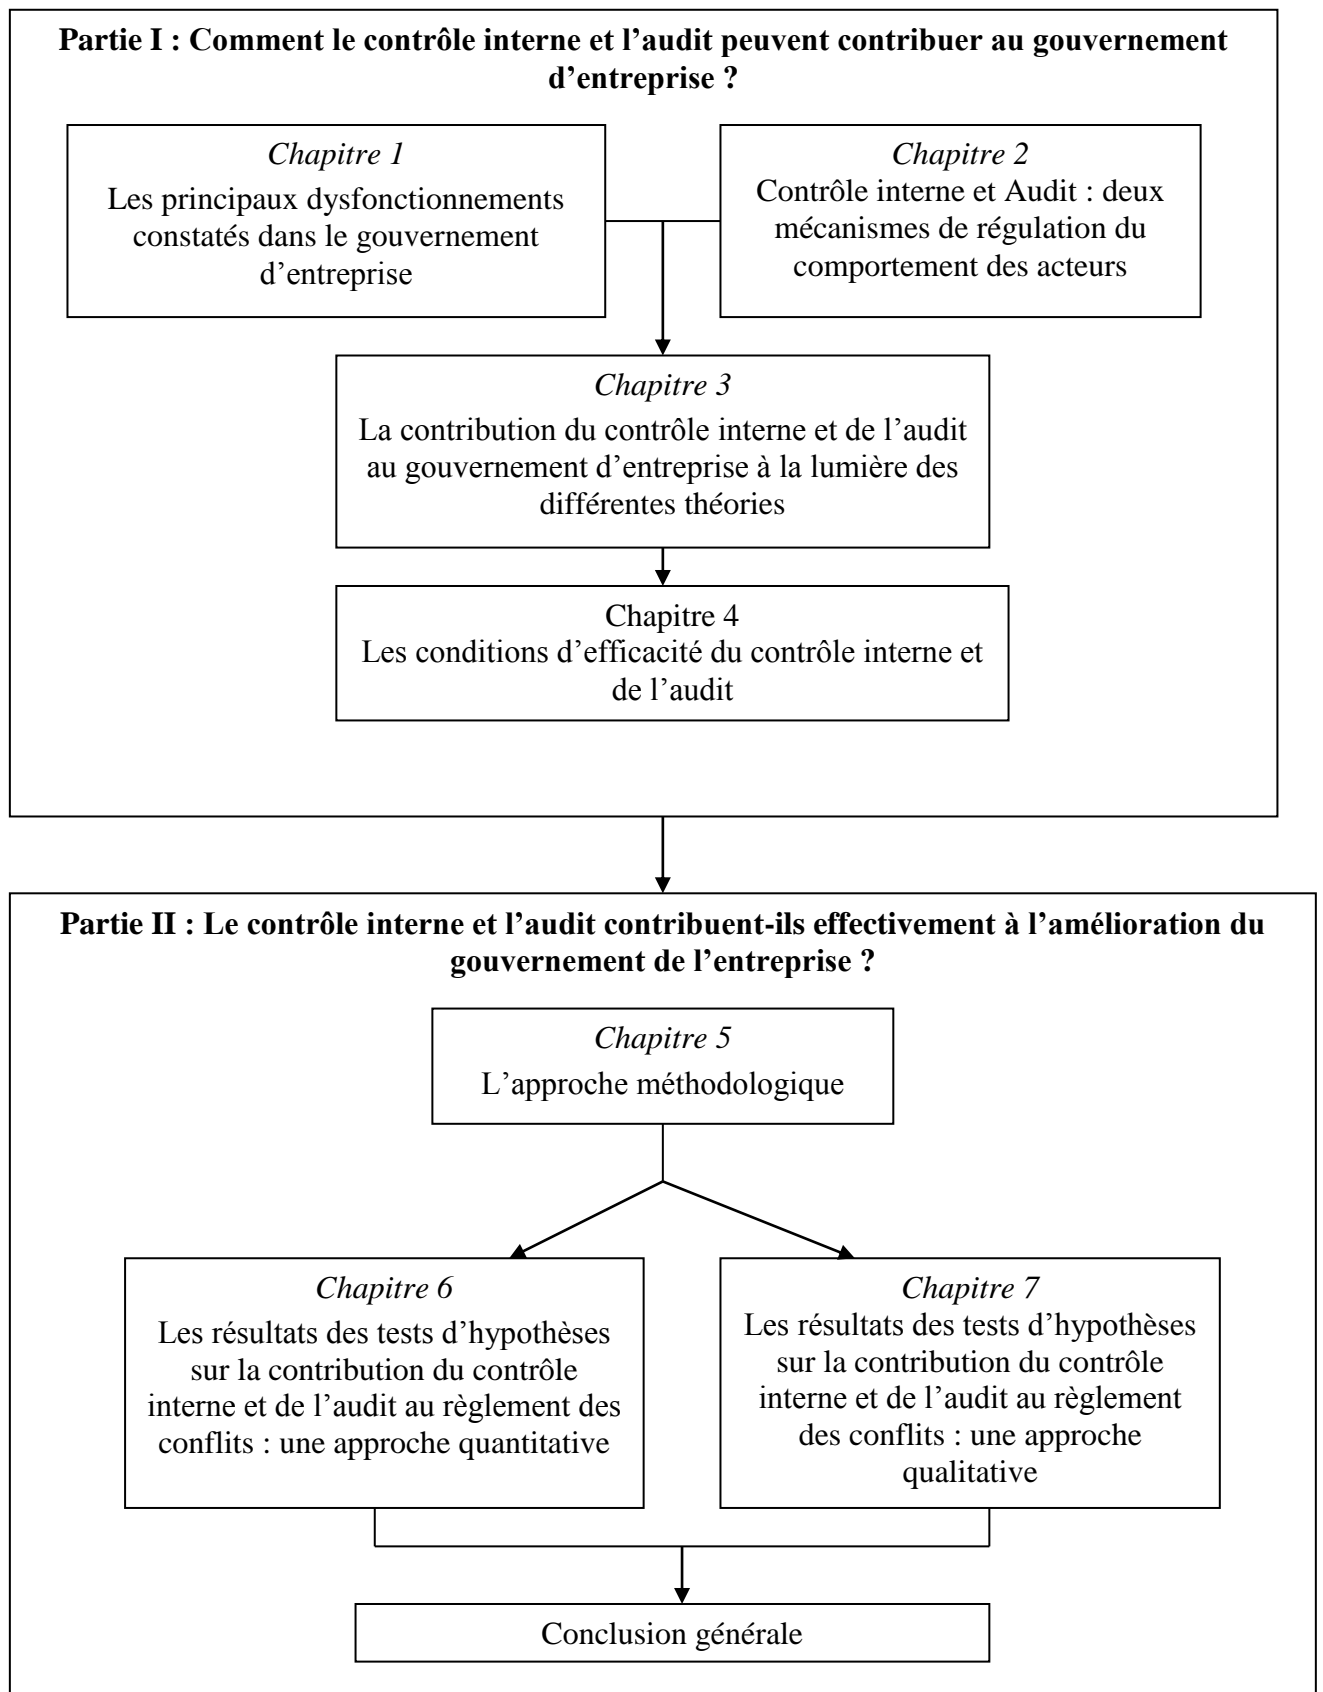 Partie I : Comment le contrôle interne et l’audit peuvent contribuer au gouvernement
d’entreprise ?
Chapitre 1
Les principaux dysfonctionnements
constatés dans le gouvernement
d’entreprise
Chapitre 2
Contrôle interne et Audit : deux
mécanismes de régulation du
comportement des acteurs
Chapitre 3
La contribution du contrôle interne et de l’audit
au gouvernement d’entreprise à la lumière des
différentes théories
Chapitre 4
Les conditions d’efficacité du contrôle interne et
de l’audit
Partie II : Le contrôle interne et l’audit contribuent-ils effectivement à l’amélioration du
gouvernement de l’entreprise ?
Chapitre 5
L’approche méthodologique
Chapitre 6
Les résultats des tests d’hypothèses
sur la contribution du contrôle
interne et de l’audit au règlement des
conflits : une approche quantitative
Chapitre 7
Les résultats des tests d’hypothèses
sur la contribution du contrôle
interne et de l’audit au règlement
des conflits : une approche
qualitative
Conclusion générale